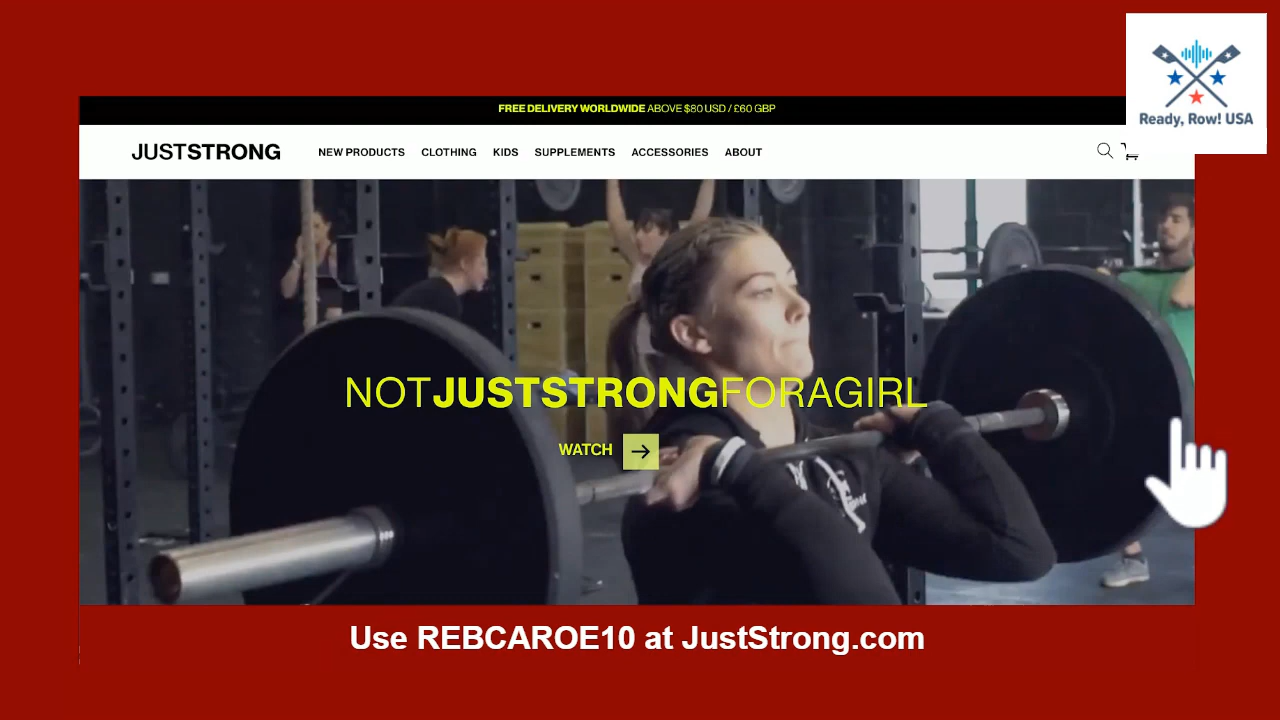 FREE DELIVERY WORLDWIDE ABOVE $80 USD / £60 GBP
Ready, Row! USA
JUSTSTRONG
NEW PRODUCTS CLOTHING KIDS SUPPLEMENTS ACCESSORIES ABOUT
NOTJUSTSTRONGFORAGIRL
WATCH
Use REBCAROE10 at JustStrong.com